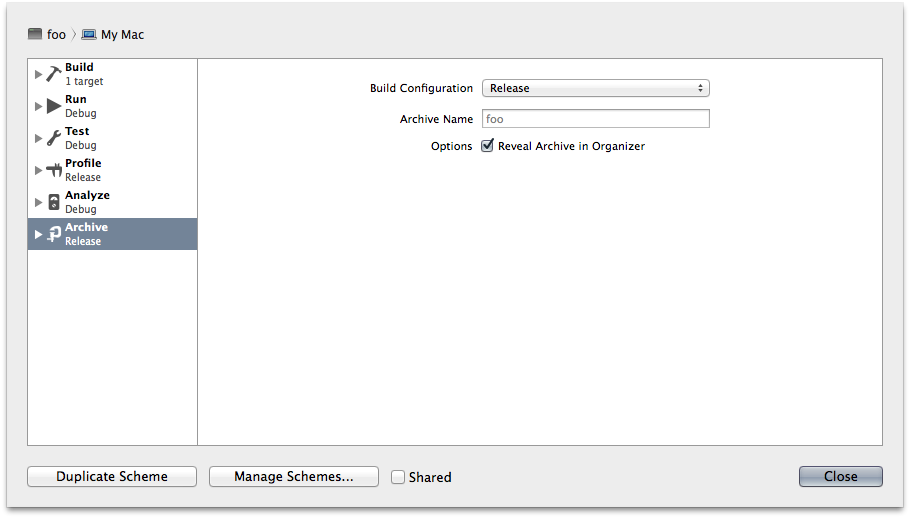 foo 〉 My Mac
Build
1 target
Run
Debug
Test
Debug
Profile
Release
Analyze
Debug
Archive
Release
Build Configuration Release
Archive Name foo
Options Reveal Archive in Organizer
Duplicate Scheme Manage Schemes... Shared Close